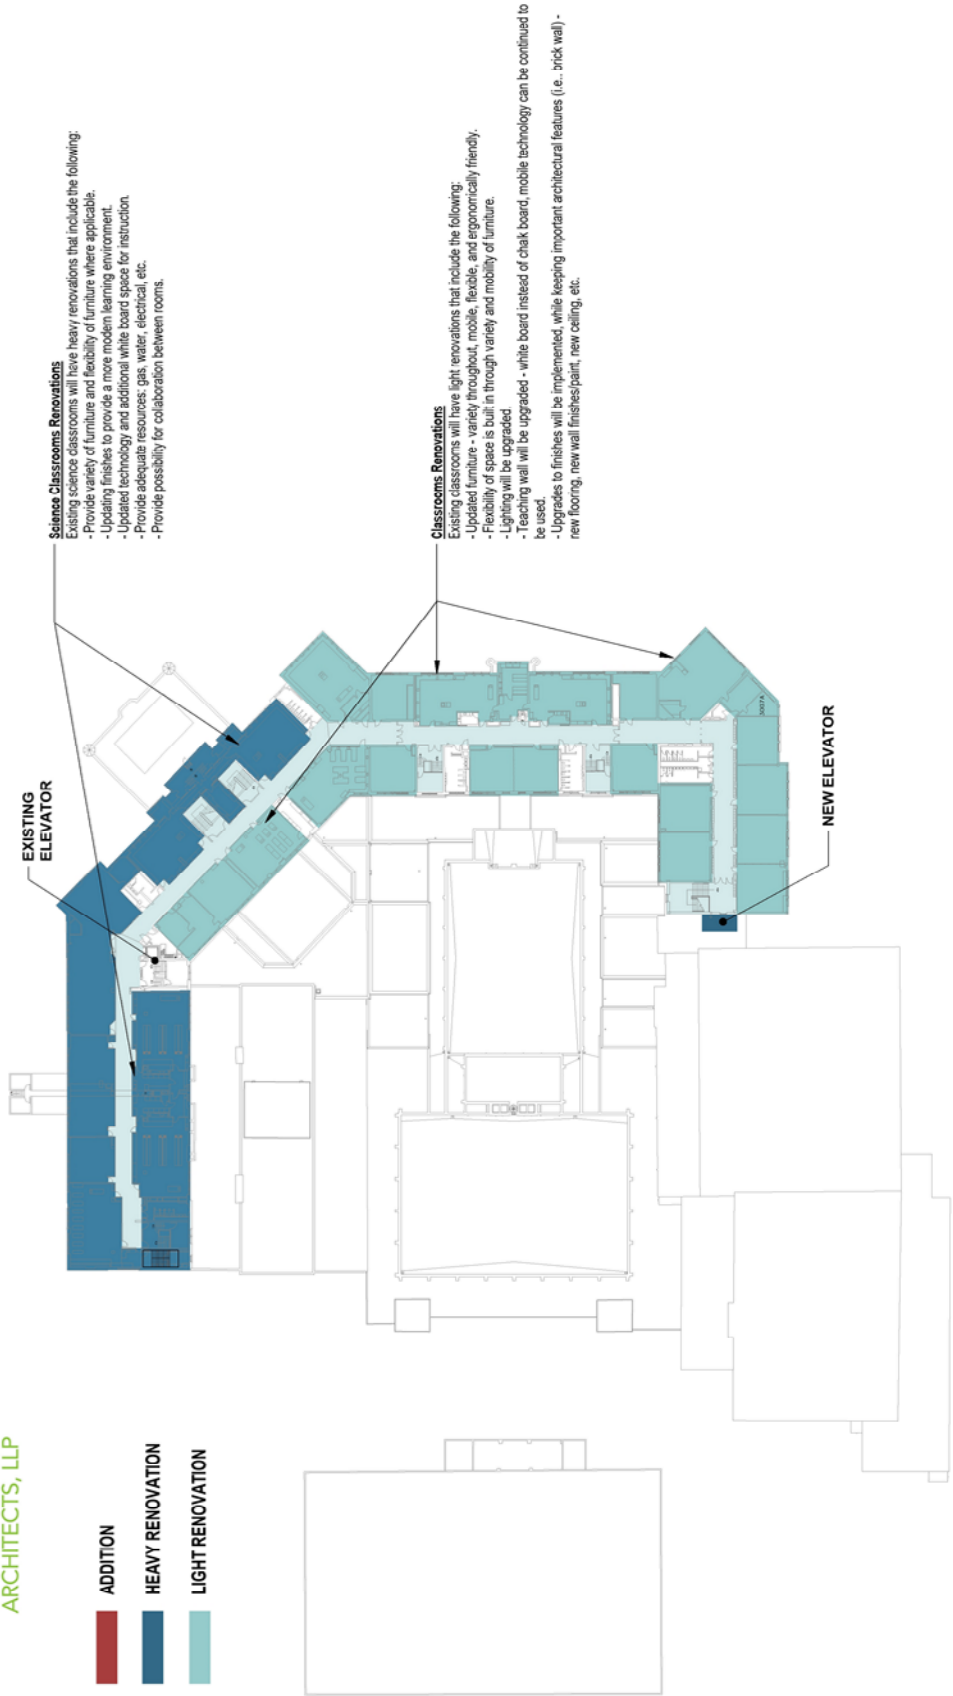 ARCHITECTS, LLP
ADDITION
HEAVY RENOVATION
LIGHT RENOVATION
EXISTING
ELEVATOR
Science Classrooms Renovations
Existing science classrooms will have heavy renovations that include the following:
- Provide variety of furniture and flexibility of furniture where applicable.
- Updating finishes to provide a more modern learning environment.
- Updated technology and additional white board space for instruction.
- Provide adequate resources: gas, water, electrical, etc.
- Provide possibility for collaboration between rooms.
Classrooms Renovations
Existing classrooms will have light renovations that include the following:
- Updated furniture - variety throughout, mobile, flexible, and ergonomically friendly.
- Flexibility of space is built in through variety and mobility of furniture.
- Lighting will be upgraded.
- Teaching wall will be upgraded - white board instead of chak board, mobile technology can be continued to
be used.
- Upgrades to finishes will be implemented, while keeping important architectural features (i.e.. brick wall) -
new flooring, new wall finishes/paint, new ceiling, etc.
3007A
NEW ELEVATOR